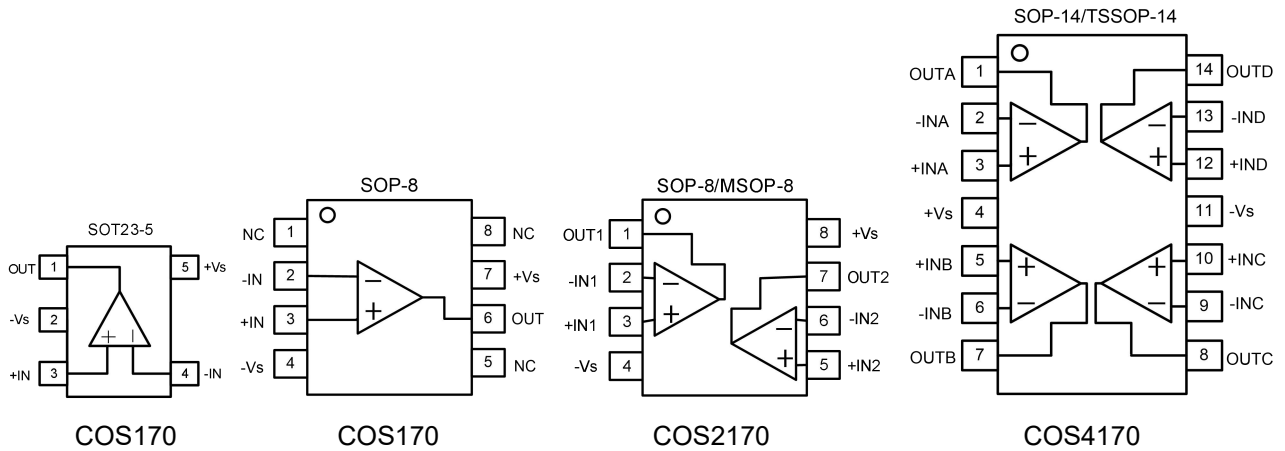 SOT23-5
OUT 1
5 +Vs
-Vs 2
+IN 3
4 -IN
+ −
COS170
SOP-8
NC 1
8 NC
-IN 2
7 +Vs
+IN 3
6 OUT
-Vs 4
5 NC
−
+
COS170
SOP-8/MSOP-8
OUT1 1
8 +Vs
-IN1 2
7 OUT2
+IN1 3
6 -IN2
-Vs 4
5 +IN2
−
+
−
+
COS2170
SOP-14/TSSOP-14
OUTA 1
14 OUTD
-INA 2
13 -IND
+INA 3
12 +IND
+Vs 4
11 -Vs
+INB 5
10 +INC
-INB 6
9 -INC
OUTB 7
8 OUTC
− −
+ +
+ +
− −
COS4170